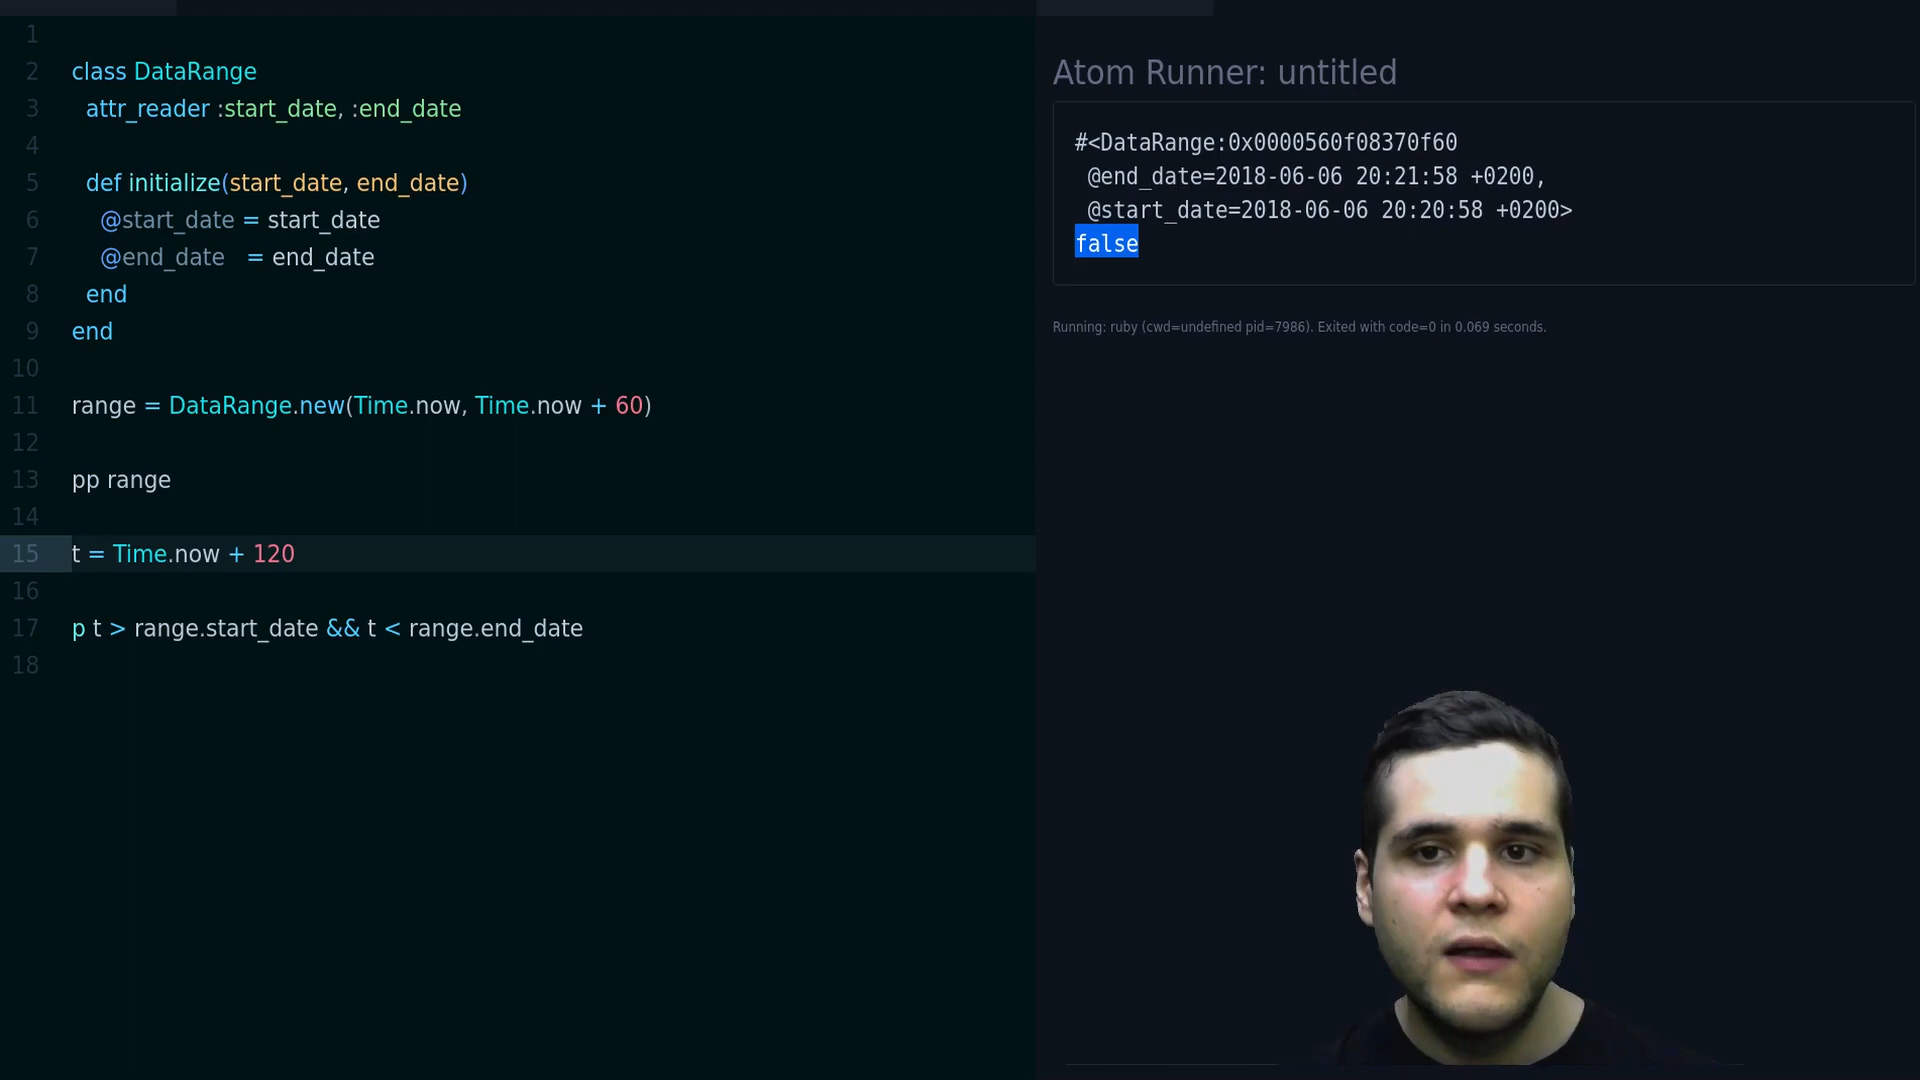 1
2 class DataRange
3 attr_reader :start_date, :end_date
4
5 def initialize(start_date, end_date)
6 @start_date = start_date
7 @end_date = end_date
8 end
9 end
10
11 range = DataRange.new(Time.now, Time.now + 60)
12
13 pp range
14
15 t = Time.now + 120
16
17 p t > range.start_date && t < range.end_date
18
Atom Runner: untitled
#<DataRange:0x0000560f08370f60
@end_date=2018-06-06 20:21:58 +0200,
@start_date=2018-06-06 20:20:58 +0200>
false
Running: ruby (cwd=undefined pid=7986). Exited with code=0 in 0.069 seconds.